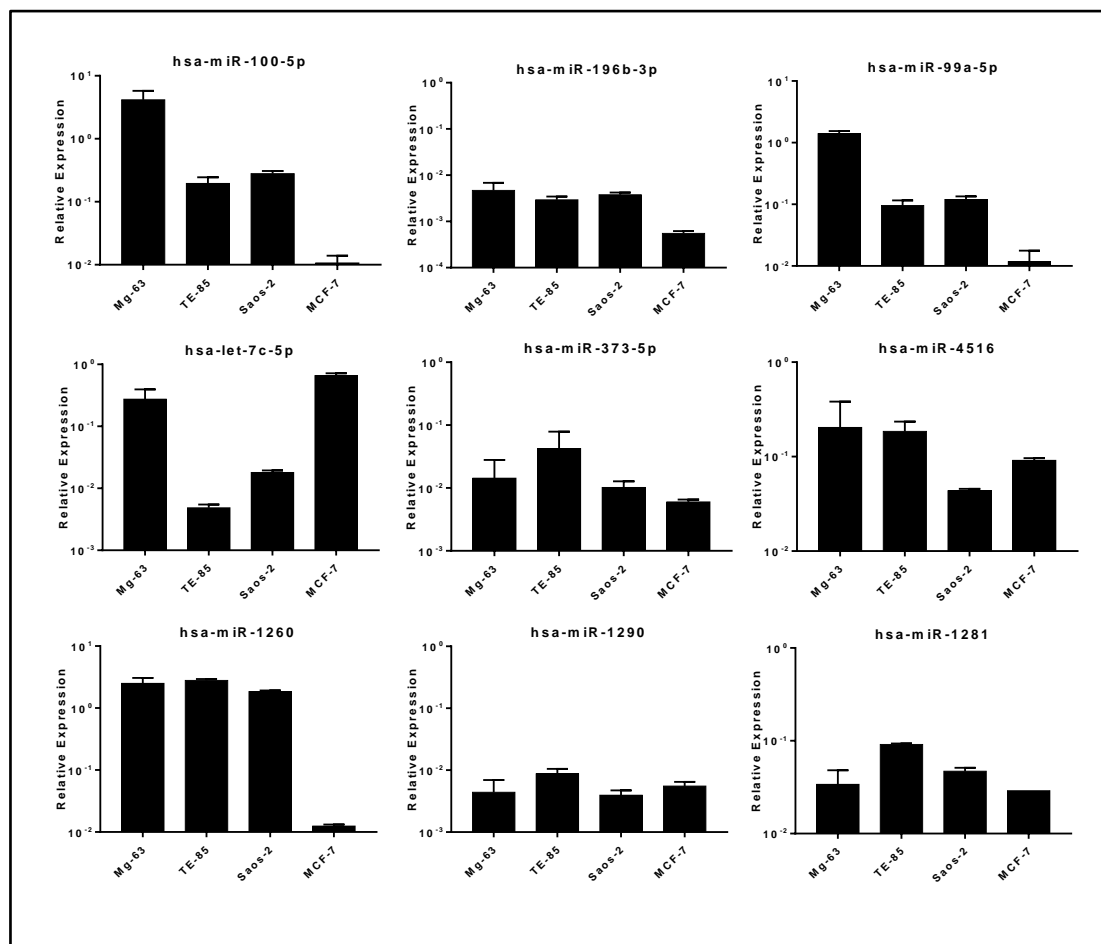 hsa-miR-100-5p
Relative Expression
10¹
10⁰
10⁻¹
10⁻²
Mg-63
TE-85
Saos-2
MCF-7
hsa-miR-196b-3p
Relative Expression
10⁰
10⁻¹
10⁻²
10⁻³
10⁻⁴
Mg-63
TE-85
Saos-2
MCF-7
hsa-miR-99a-5p
Relative Expression
10¹
10⁰
10⁻¹
10⁻²
Mg-63
TE-85
Saos-2
MCF-7
hsa-let-7c-5p
Relative Expression
10⁰
10⁻¹
10⁻²
10⁻³
Mg-63
TE-85
Saos-2
MCF-7
hsa-miR-373-5p
Relative Expression
10⁰
10⁻¹
10⁻²
10⁻³
Mg-63
TE-85
Saos-2
MCF-7
hsa-miR-4516
Relative Expression
10⁰
10⁻¹
10⁻²
Mg-63
TE-85
Saos-2
MCF-7
hsa-miR-1260
Relative Expression
10¹
10⁰
10⁻¹
10⁻²
Mg-63
TE-85
Saos-2
MCF-7
hsa-miR-1290
Relative Expression
10⁰
10⁻¹
10⁻²
10⁻³
Mg-63
TE-85
Saos-2
MCF-7
hsa-miR-1281
Relative Expression
10⁰
10⁻¹
10⁻²
Mg-63
TE-85
Saos-2
MCF-7